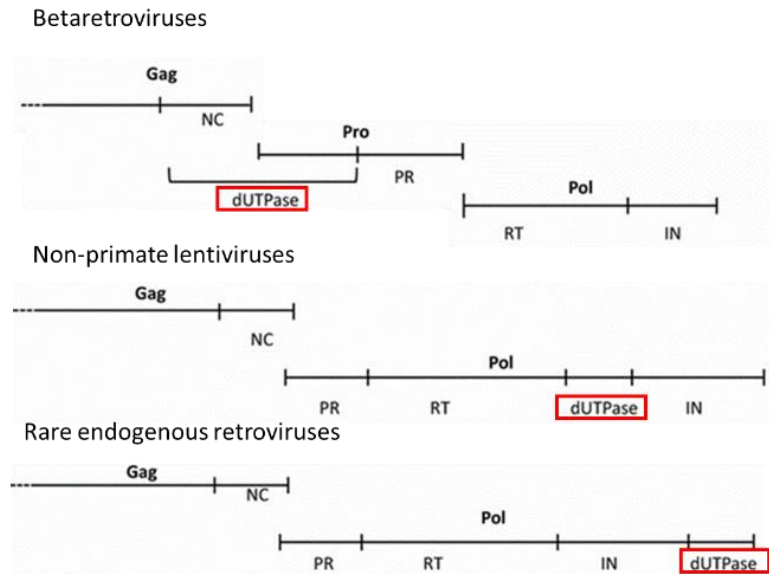 Betaretroviruses
Gag
NC
Pro
PR
dUTPase
Pol
RT IN
Non-primate lentiviruses
Gag
NC
Pol
PR RT dUTPase IN
Rare endogenous retroviruses
Gag
NC
Pol
PR RT IN dUTPase